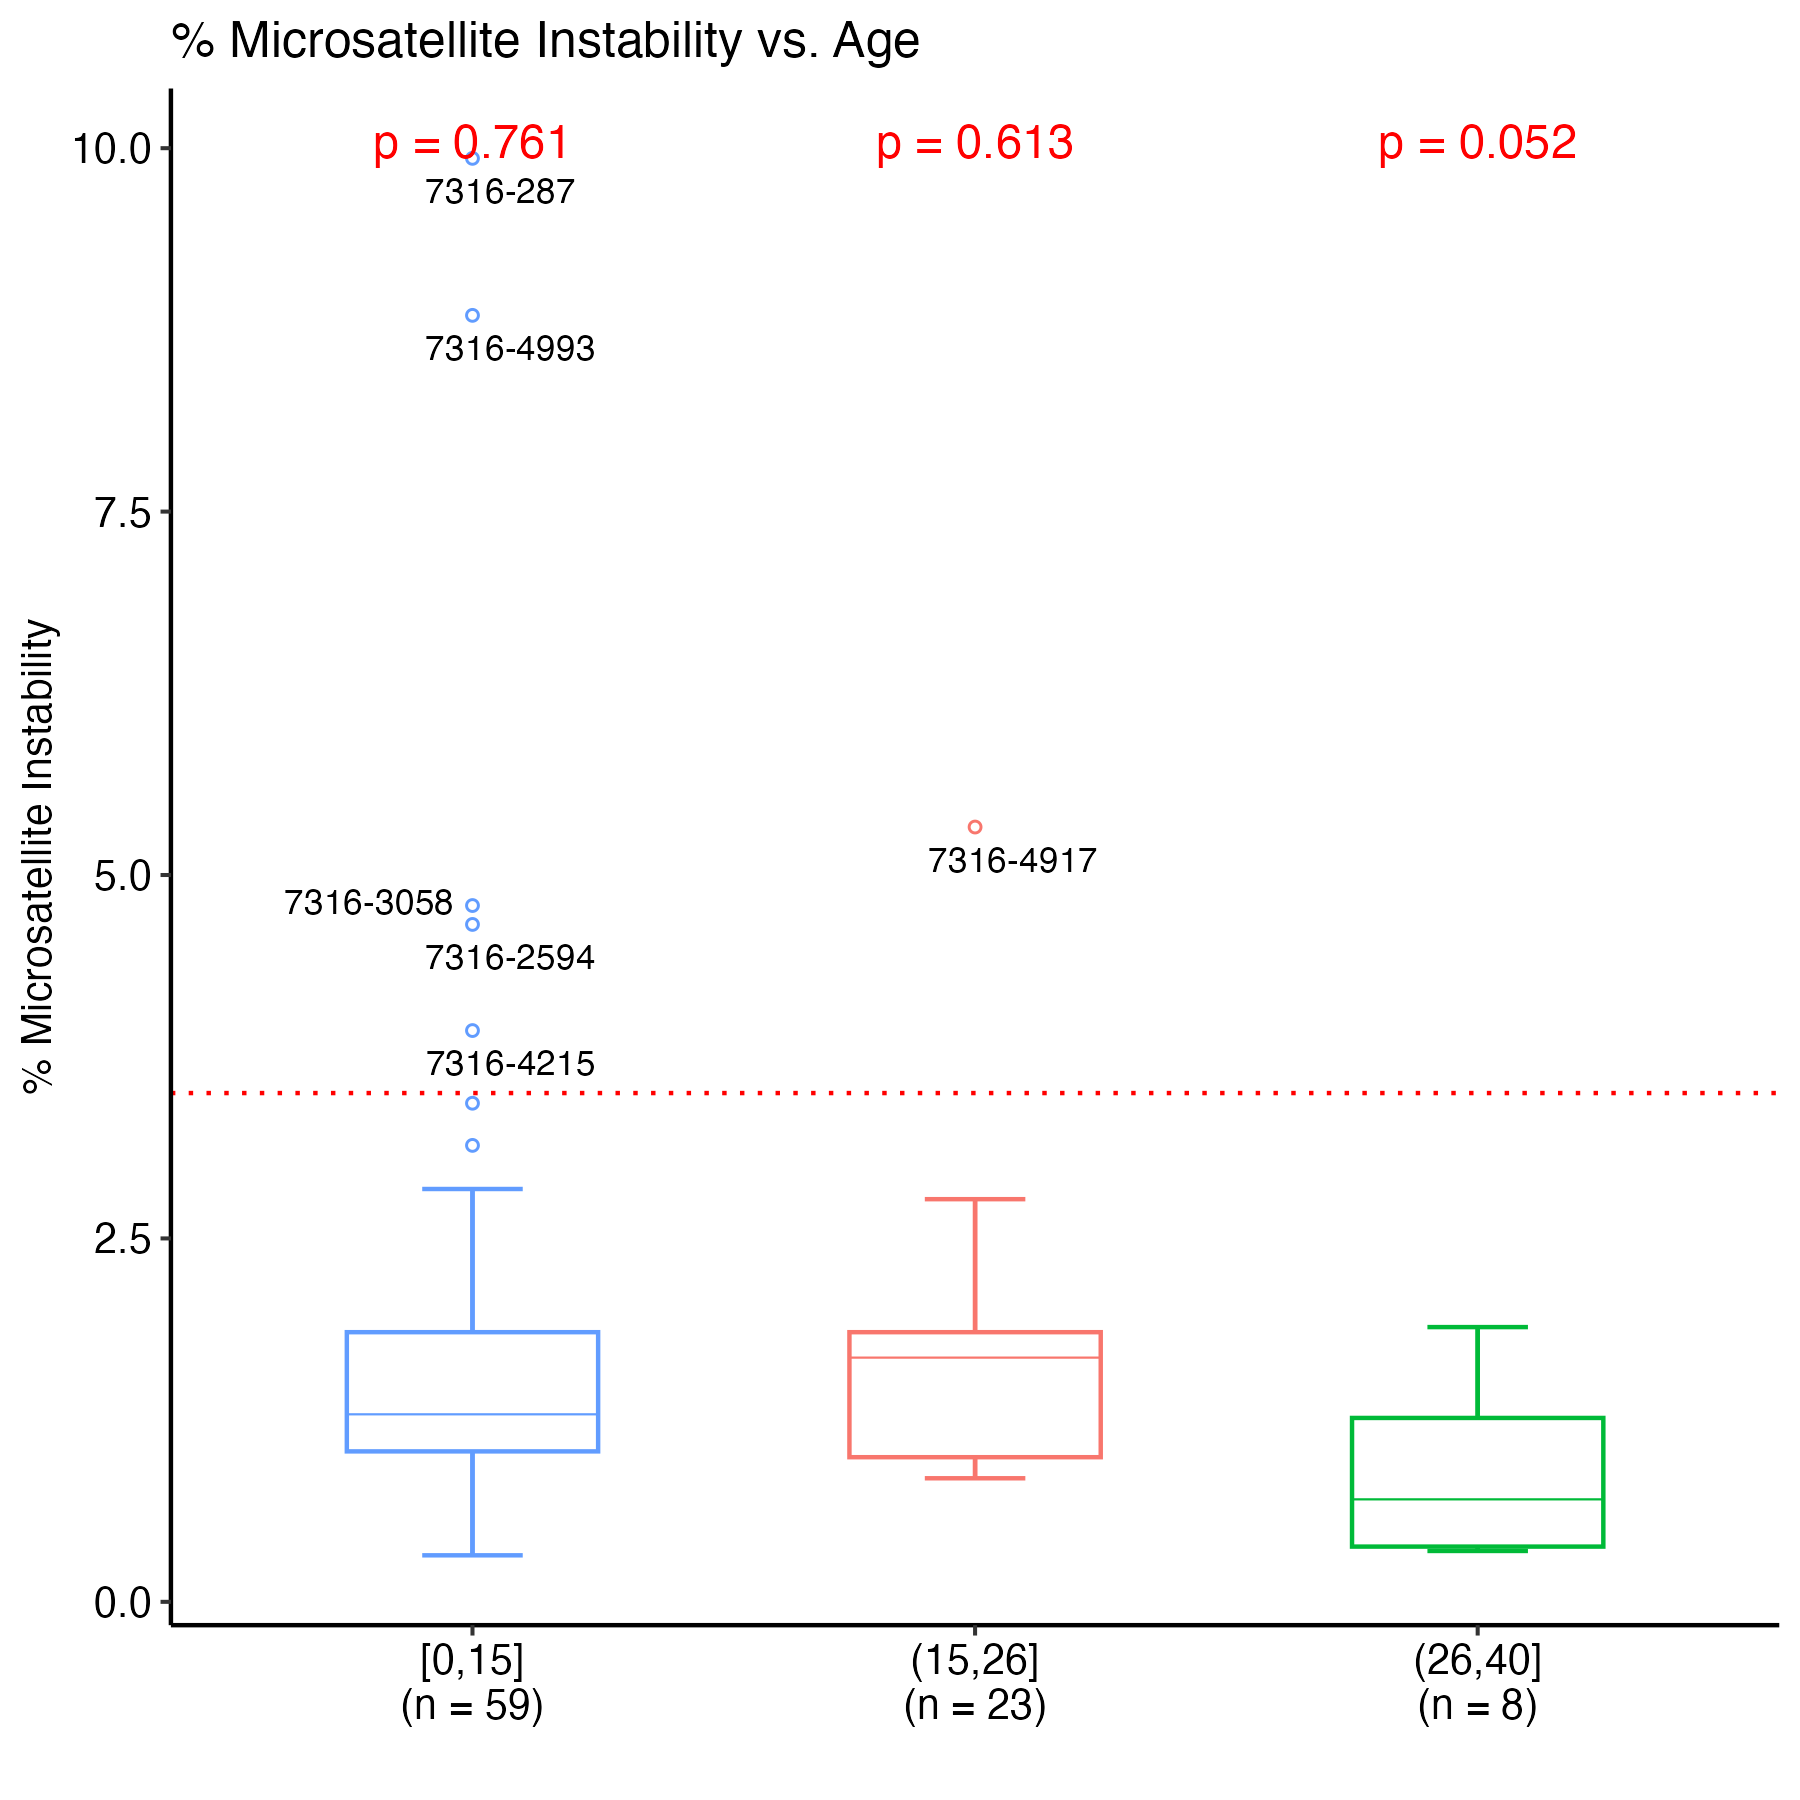 % Microsatellite Instability vs. Age
p = 0.761
p = 0.613
p = 0.052
10.0
7316-287
7316-4993
7.5
7316-4917
5.0
7316-3058
7316-2594
7316-4215
2.5
0.0
% Microsatellite Instability
[0,15]
(n = 59)
(15,26]
(n = 23)
(26,40]
(n = 8)